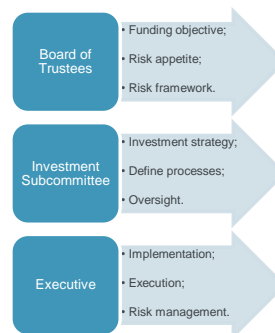 Board of
Trustees
• Funding objective;
• Risk appetite;
• Risk framework.
Investment
Subcommittee
• Investment strategy;
• Define processes;
• Oversight.
Executive
• Implementation;
• Execution;
• Risk management.